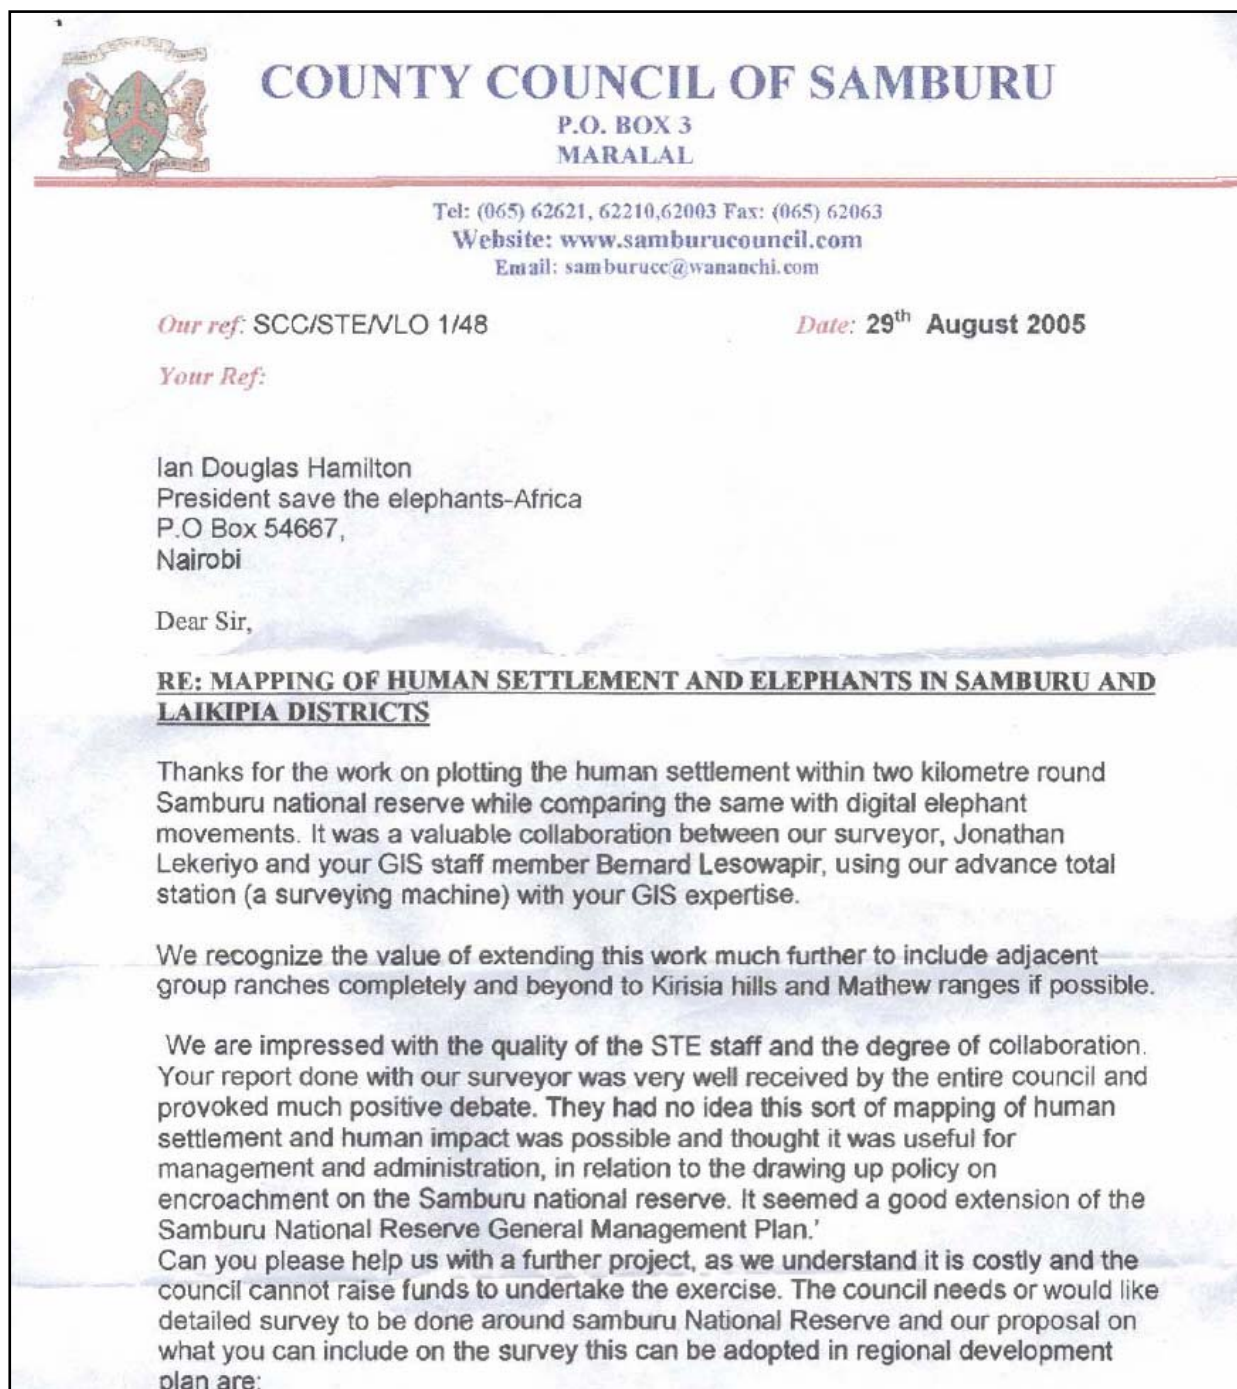 COUNTY COUNCIL OF SAMBURU
P.O. BOX 3
MARALAL
Tel: (065) 62621, 62210,62003 Fax: (065) 62063
Website: www.samburucouncil.com
Email: samburucc@wananchi.com
Our ref: SCC/STE/VLO 1/48 Date: 29th August 2005
Your Ref:
Ian Douglas Hamilton
President save the elephants-Africa
P.O Box 54667,
Nairobi
Dear Sir,
RE: MAPPING OF HUMAN SETTLEMENT AND ELEPHANTS IN SAMBURU AND
LAIKIPIA DISTRICTS
Thanks for the work on plotting the human settlement within two kilometre round
Samburu national reserve while comparing the same with digital elephant
movements. It was a valuable collaboration between our surveyor, Jonathan
Lekeriyo and your GIS staff member Bernard Lesowapir, using our advance total
station (a surveying machine) with your GIS expertise.
We recognize the value of extending this work much further to include adjacent
group ranches completely and beyond to Kirisia hills and Mathew ranges if possible.
We are impressed with the quality of the STE staff and the degree of collaboration.
Your report done with our surveyor was very well received by the entire council and
provoked much positive debate. They had no idea this sort of mapping of human
settlement and human impact was possible and thought it was useful for
management and administration, in relation to the drawing up policy on
encroachment on the Samburu national reserve. It seemed a good extension of the
Samburu National Reserve General Management Plan.'
Can you please help us with a further project, as we understand it is costly and the
council cannot raise funds to undertake the exercise. The council needs or would like
detailed survey to be done around samburu National Reserve and our proposal on
what you can include on the survey this can be adopted in regional development
plan are: